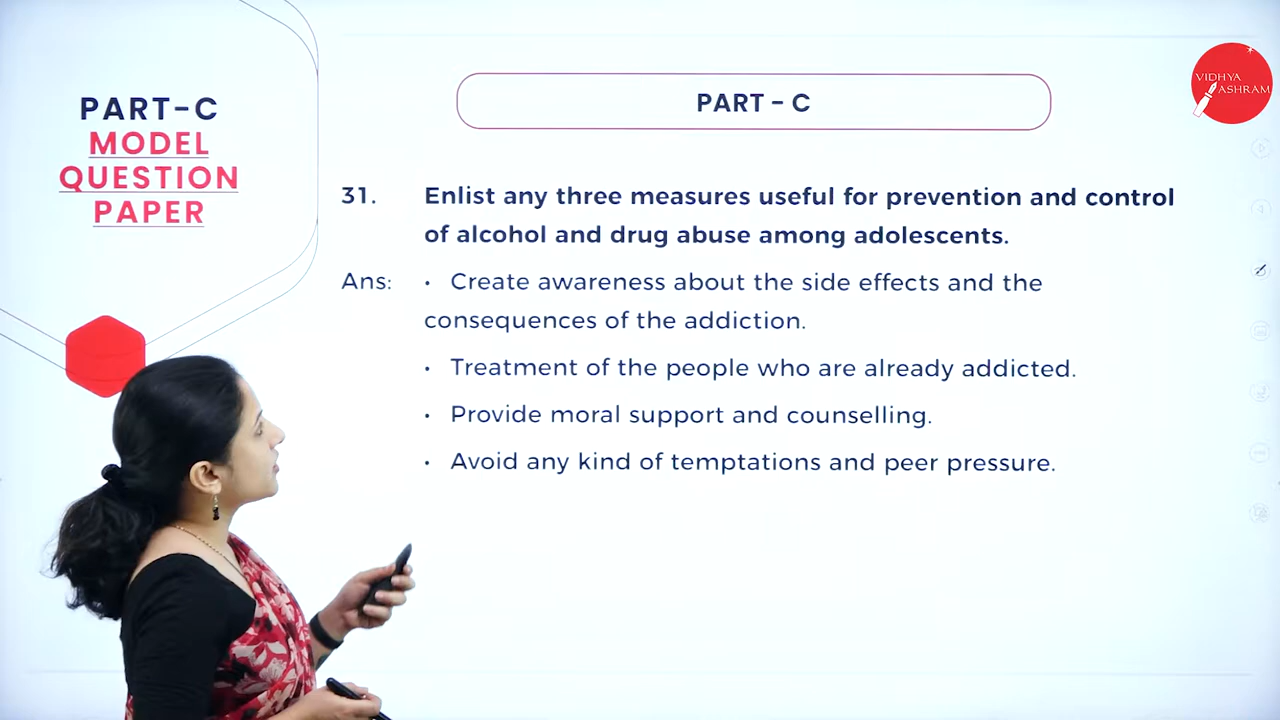 PART-C
MODEL
QUESTION
PAPER
PART - C
VIDHYA
ASHRAM
31. Enlist any three measures useful for prevention and control
of alcohol and drug abuse among adolescents.
Ans: • Create awareness about the side effects and the
consequences of the addiction.
• Treatment of the people who are already addicted.
• Provide moral support and counselling.
• Avoid any kind of temptations and peer pressure.